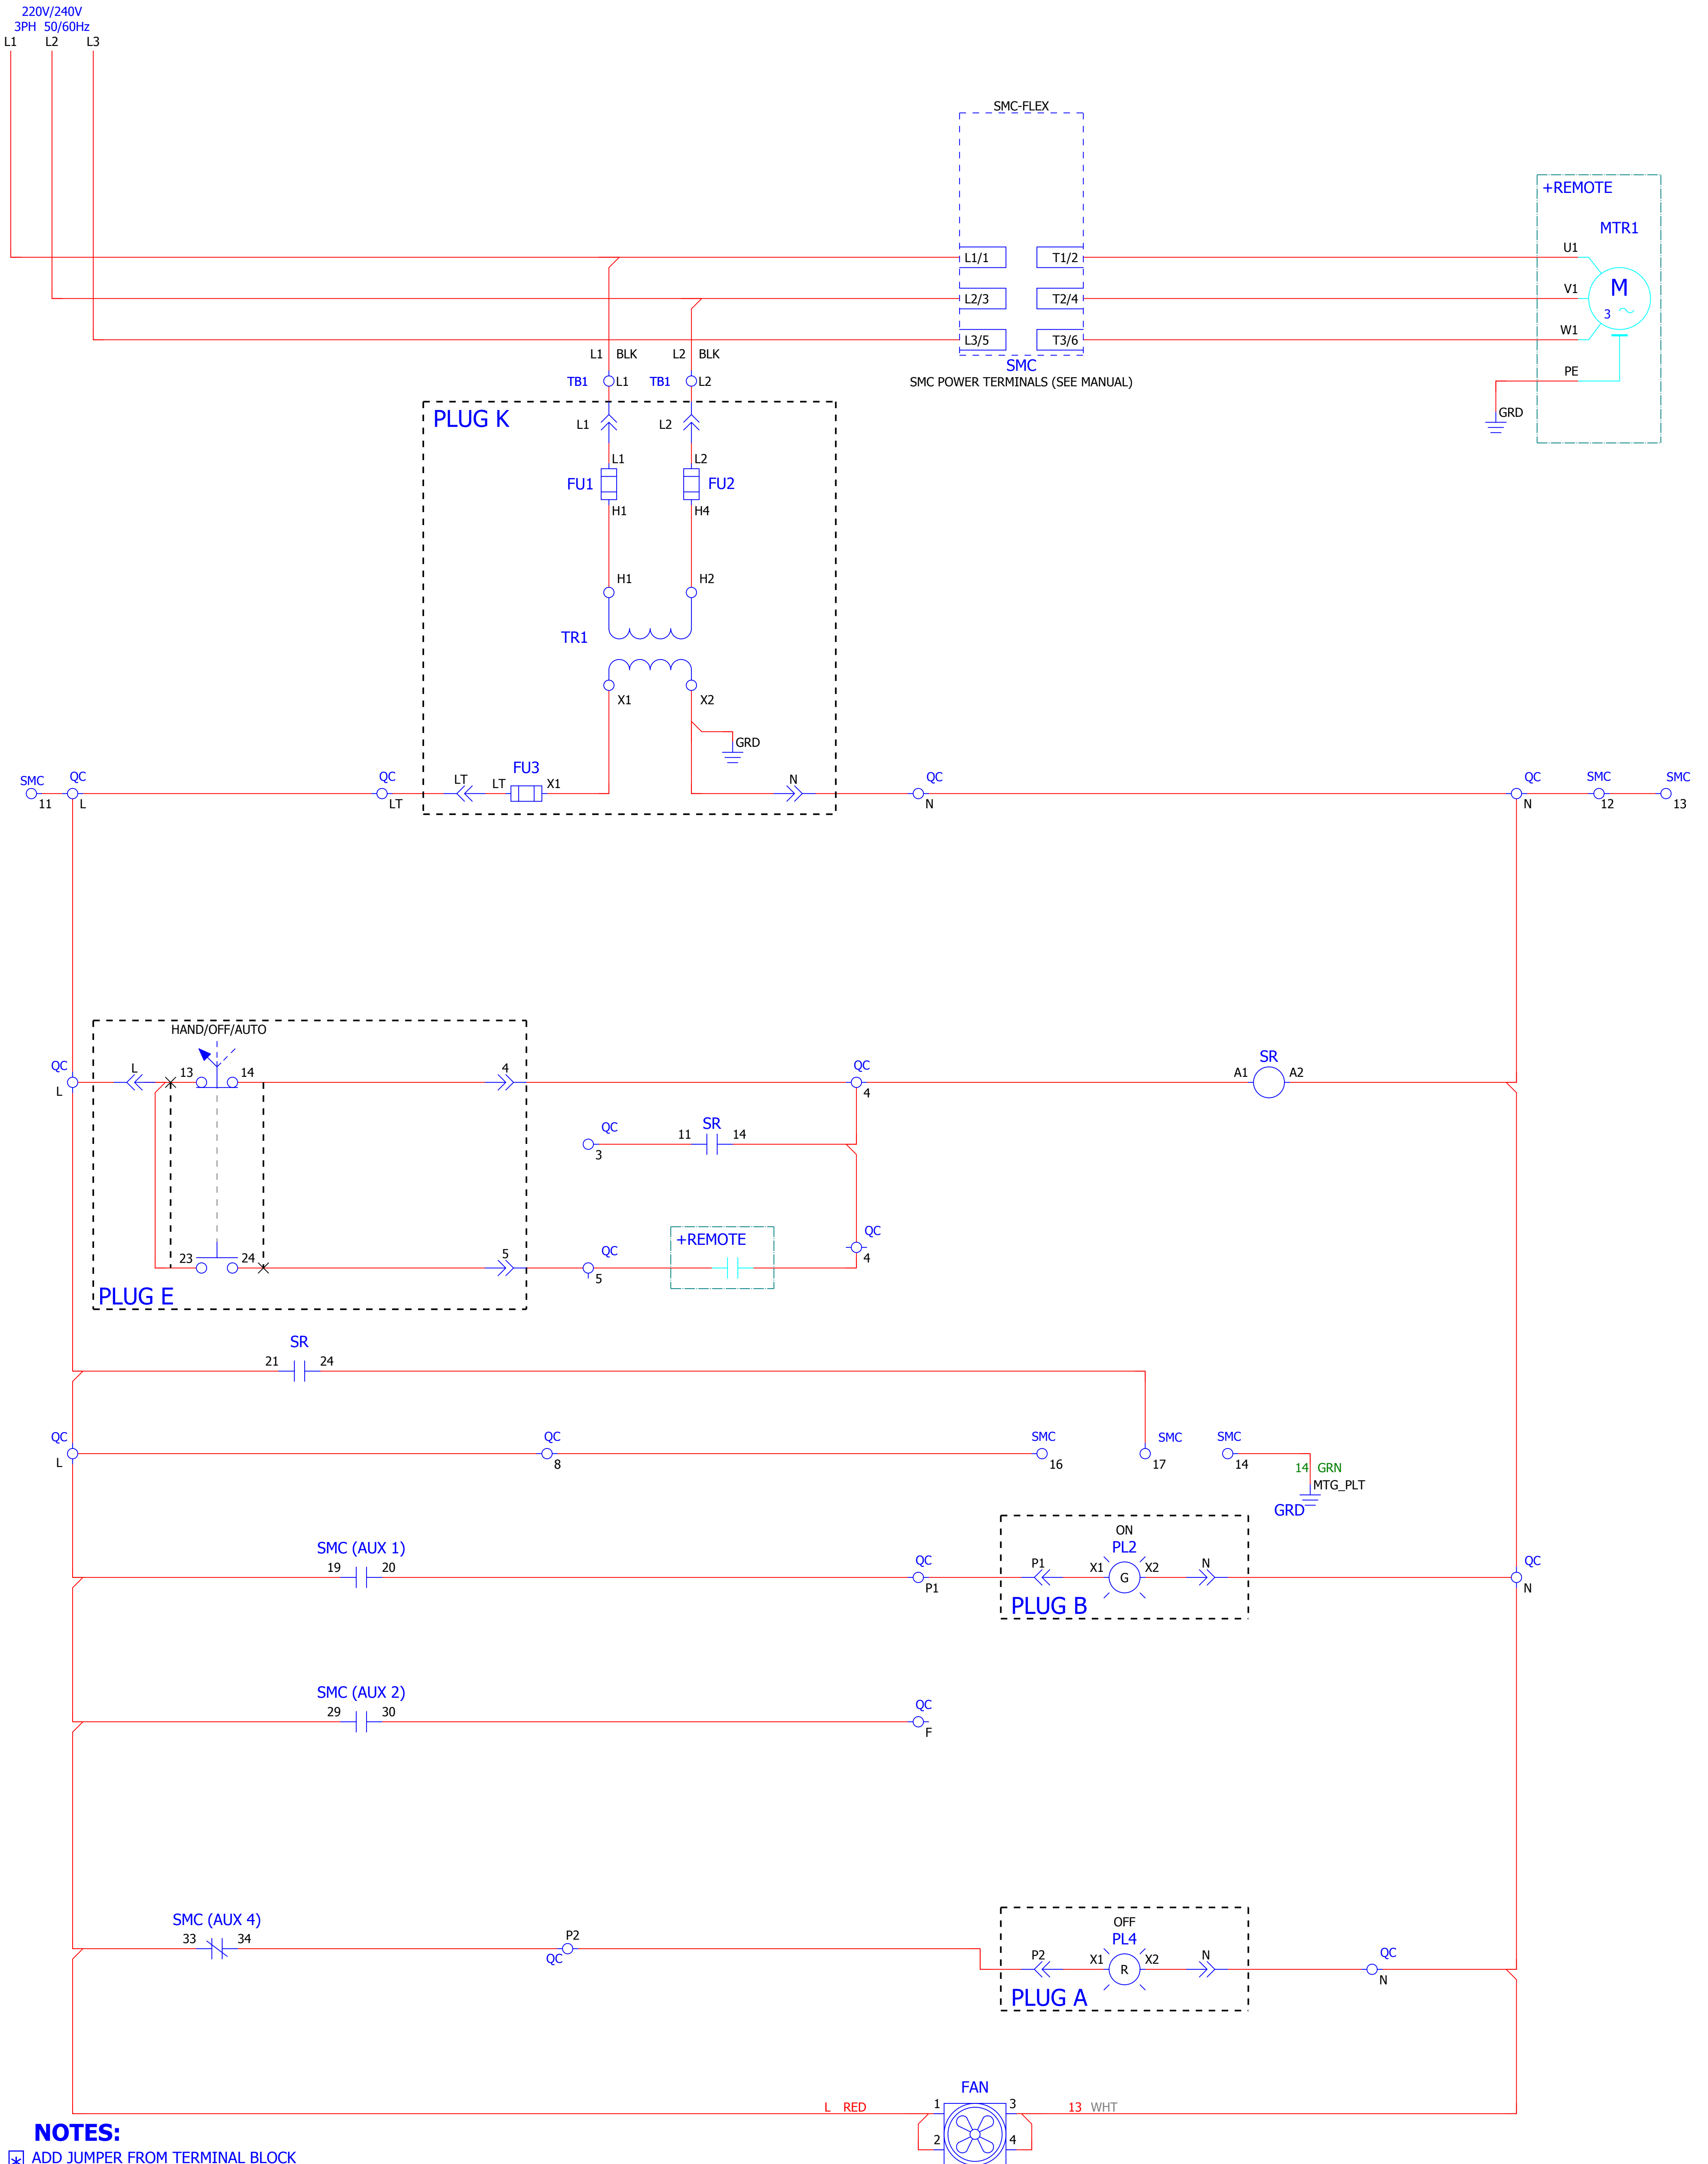 220V/240V
3PH 50/60Hz
L1 L2 L3
SMC-FLEX
+REMOTE
MTR1
U1
L1/1 T1/2
V1
M
3
L2/3 T2/4
W1
L3/5 T3/6
SMC
SMC POWER TERMINALS (SEE MANUAL)
PE
GRD
L1 BLK L2 BLK
TB1 L1 TB1 L2
PLUG K
L1 L2
L1 L2
FU1 FU2
H1 H4
H1 H2
TR1
X1 X2
GRD
SMC QC QC LT LT FU3 X1 N QC QC SMC SMC
11 L LT N N 12 13
HAND/OFF/AUTO
QC L 13 14 4 QC SR
L 4 A1 A2
QC 11 SR 14
3
+REMOTE
QC
4
23 24 5 QC
5
PLUG E
SR
21 24
QC QC SMC SMC SMC
L 8 16 17 14
14 GRN
MTG_PLT
GRD
ON
SMC (AUX 1) PL2
19 20 QC P1 X1 G X2 N QC
P1 N
PLUG B
SMC (AUX 2)
29 30 QC
F
SMC (AUX 4) OFF
33 34 P2 PL4
QC P2 X1 R X2 N QC
N
PLUG A
FAN
L RED 1 3 13 WHT
2 4
NOTES:
* ADD JUMPER FROM TERMINAL BLOCK